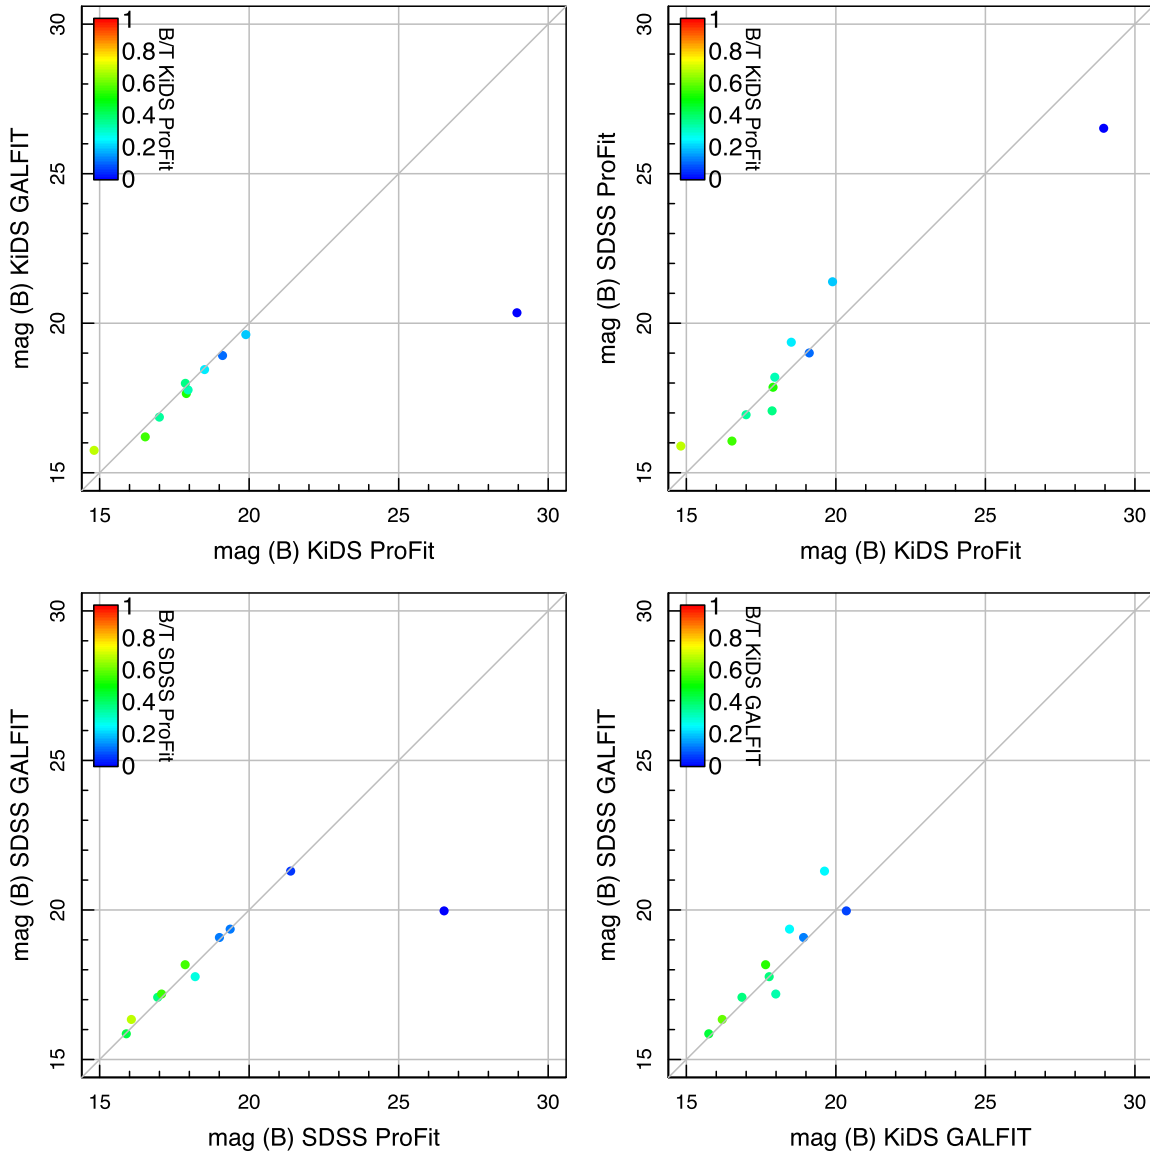 30
25
20
15
mag (B) KiDS GALFIT
1
0.8
0.6
0.4
0.2
0
B/T KiDS ProFit
15 20 25 30
mag (B) KiDS ProFit
30
25
20
15
mag (B) SDSS ProFit
1
0.8
0.6
0.4
0.2
0
B/T KiDS ProFit
15 20 25 30
mag (B) KiDS ProFit
30
25
20
15
mag (B) SDSS GALFIT
1
0.8
0.6
0.4
0.2
0
B/T SDSS ProFit
15 20 25 30
mag (B) SDSS ProFit
30
25
20
15
mag (B) SDSS GALFIT
1
0.8
0.6
0.4
0.2
0
B/T KiDS GALFIT
15 20 25 30
mag (B) KiDS GALFIT